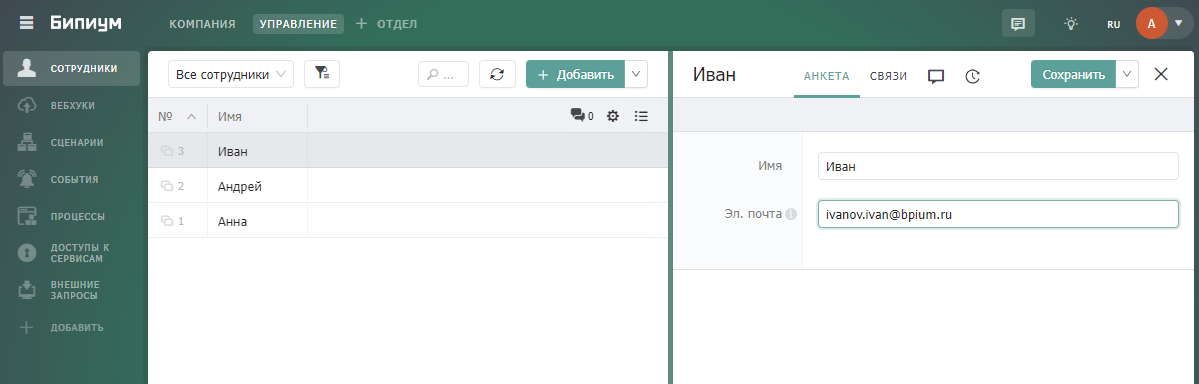 Бипиум
КОМПАНИЯ
УПРАВЛЕНИЕ
ОТДЕЛ
RU
А
СОТРУДНИКИ
ВЕБХУКИ
СЦЕНАРИИ
СОБЫТИЯ
ПРОЦЕССЫ
ДОСТУПЫ К
СЕРВИСАМ
ВНЕШНИЕ
ЗАПРОСЫ
ДОБАВИТЬ
Все сотрудники
...
+ Добавить
№ Имя 0
3 Иван
2 Андрей
1 Анна
Иван
АНКЕТА
СВЯЗИ
Сохранить
Имя Иван
Эл. почта ivanov.ivan@bpium.ru